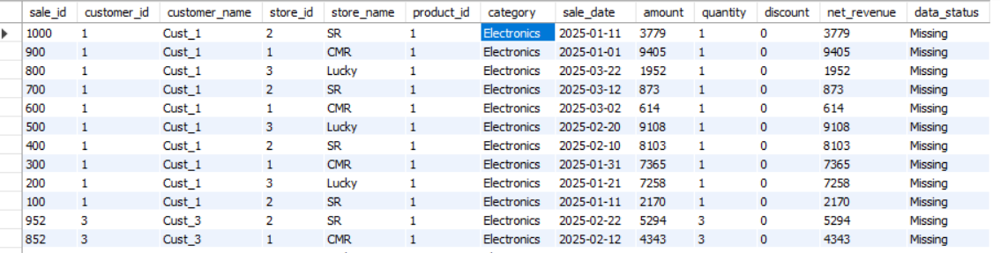 sale_id customer_id customer_name store_id store_name product_id category sale_date amount quantity discount net_revenue data_status
1000 1 Cust_1 2 SR 1 Electronics 2025-01-11 3779 1 0 3779 Missing
900 1 Cust_1 1 CMR 1 Electronics 2025-01-01 9405 1 0 9405 Missing
800 1 Cust_1 3 Lucky 1 Electronics 2025-03-22 1952 1 0 1952 Missing
700 1 Cust_1 2 SR 1 Electronics 2025-03-12 873 1 0 873 Missing
600 1 Cust_1 1 CMR 1 Electronics 2025-03-02 614 1 0 614 Missing
500 1 Cust_1 3 Lucky 1 Electronics 2025-02-20 9108 1 0 9108 Missing
400 1 Cust_1 2 SR 1 Electronics 2025-02-10 8103 1 0 8103 Missing
300 1 Cust_1 1 CMR 1 Electronics 2025-01-31 7365 1 0 7365 Missing
200 1 Cust_1 3 Lucky 1 Electronics 2025-01-21 7258 1 0 7258 Missing
100 1 Cust_1 2 SR 1 Electronics 2025-01-11 2170 1 0 2170 Missing
952 3 Cust_3 2 SR 1 Electronics 2025-02-22 5294 3 0 5294 Missing
852 3 Cust_3 1 CMR 1 Electronics 2025-02-12 4343 3 0 4343 Missing